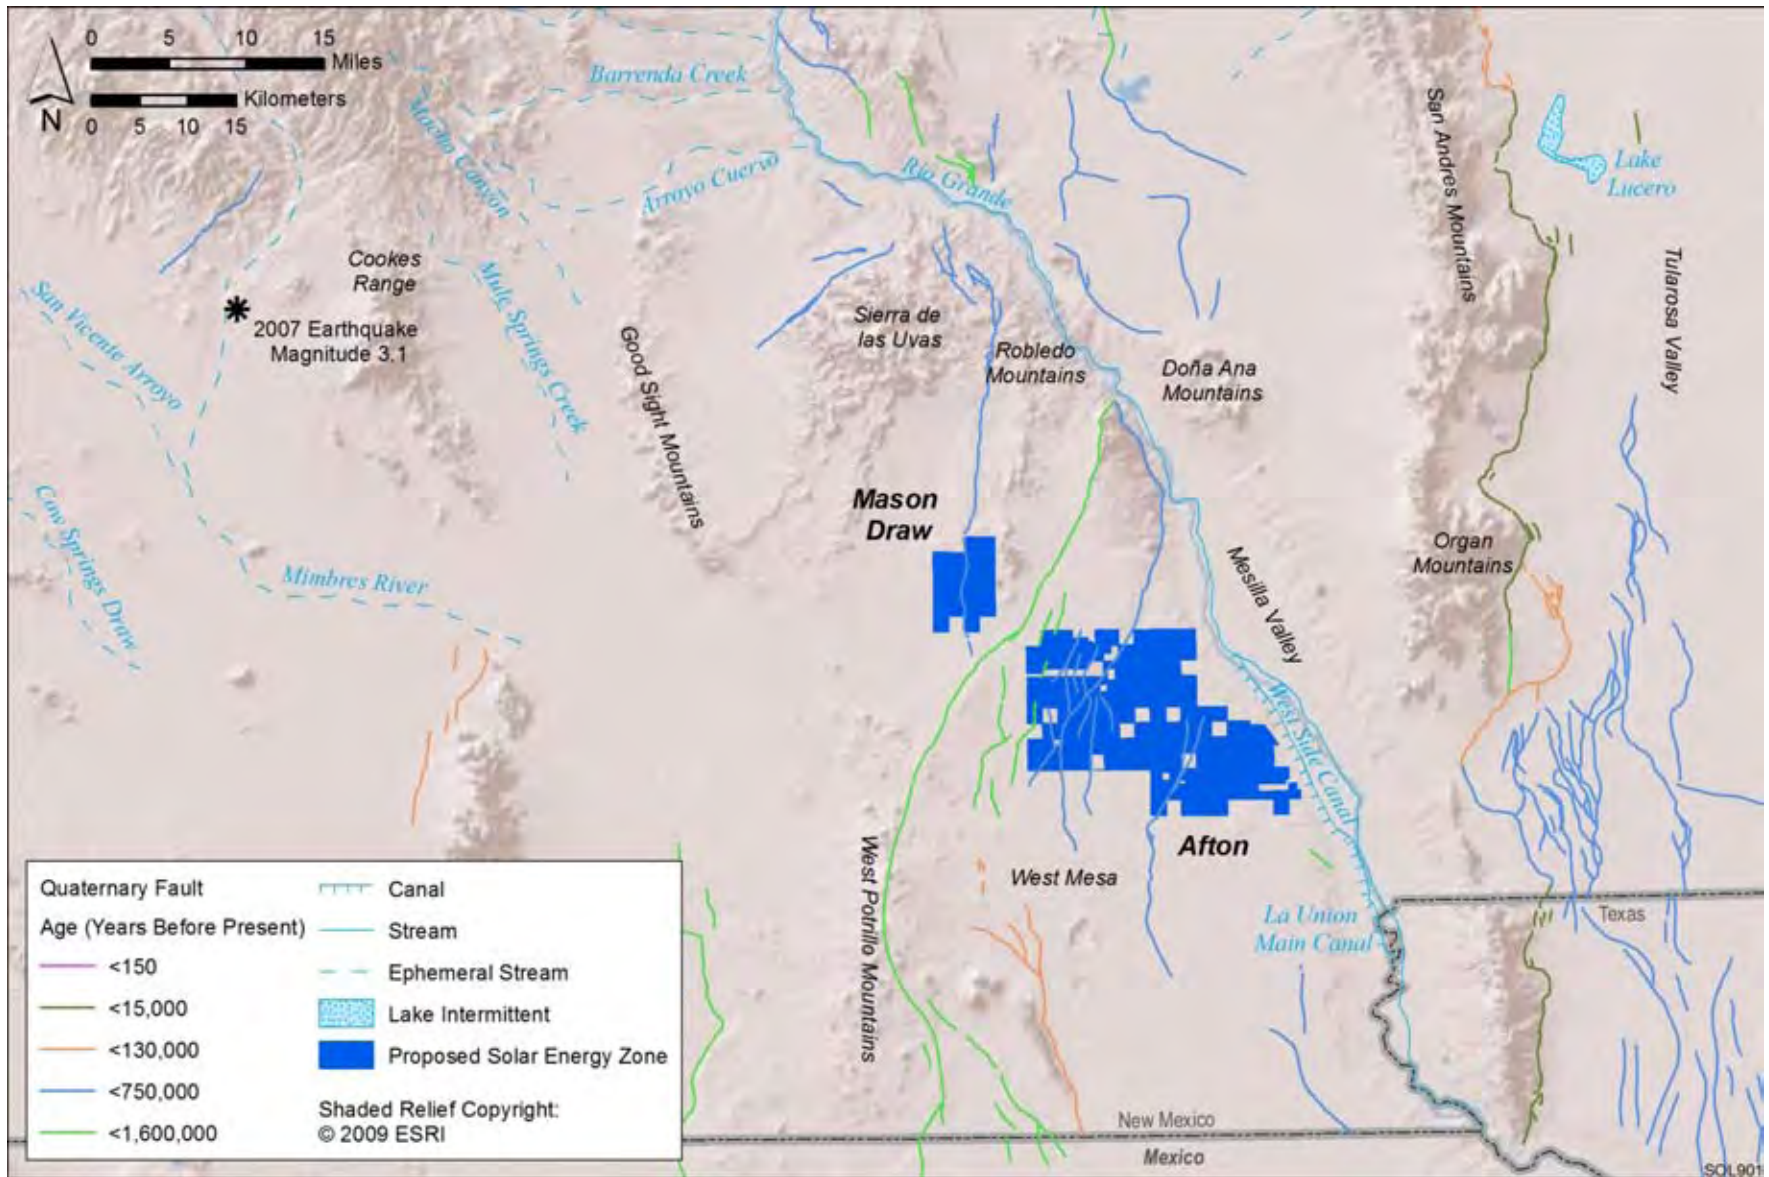 0 5 10 15
Miles
Kilometers
0 5 10 15
N
Barrenda Creek
Macho Canyon
Arroyo Cuervo
Rio Grande
San Andres Mountains
Lake
Lucero
Tularosa Valley
Cookes
Range
Mule Springs Creek
San Vicente Arroyo
2007 Earthquake
Magnitude 3.1
Good Sight Mountains
Sierra de
las Uvas
Robledo
Mountains
Doña Ana
Mountains
Cow Springs Draw
Mimbres River
Mason
Draw
Mesilla Valley
Organ
Mountains
West Side Canal
Afton
West Potrillo Mountains
West Mesa
La Union
Main Canal
Texas
New Mexico
Mexico
Quaternary Fault
Age (Years Before Present)
<150
<15,000
<130,000
<750,000
<1,600,000
Canal
Stream
Ephemeral Stream
Lake Intermittent
Proposed Solar Energy Zone
Shaded Relief Copyright:
© 2009 ESRI